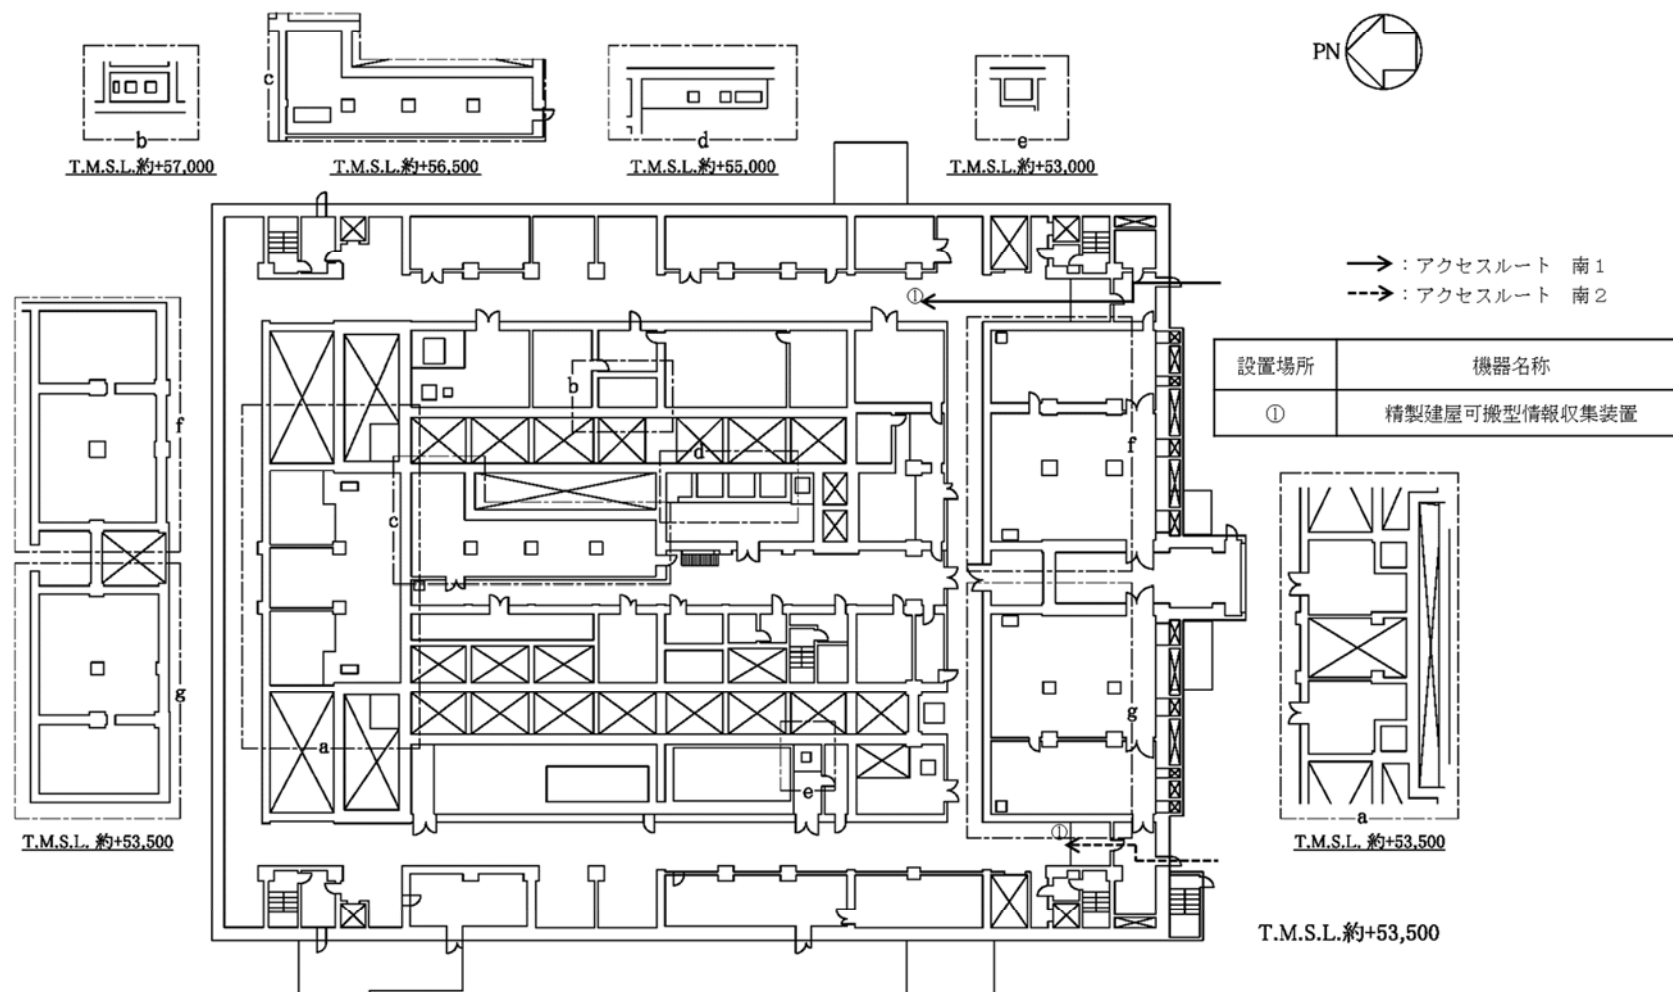 PN
c
b
d
e
T.M.S.L.約+57,000
T.M.S.L.約+56,500
T.M.S.L.約+55,000
T.M.S.L.約+53,000
：アクセスルート　南１
：アクセスルート　南２
①
設置場所
機器名称
①
精製建屋可搬型情報収集装置
b
f
f
d
c
g
g
a
e
a
①
T.M.S.L. 約+53,500
T.M.S.L. 約+53,500
T.M.S.L.約+53,500